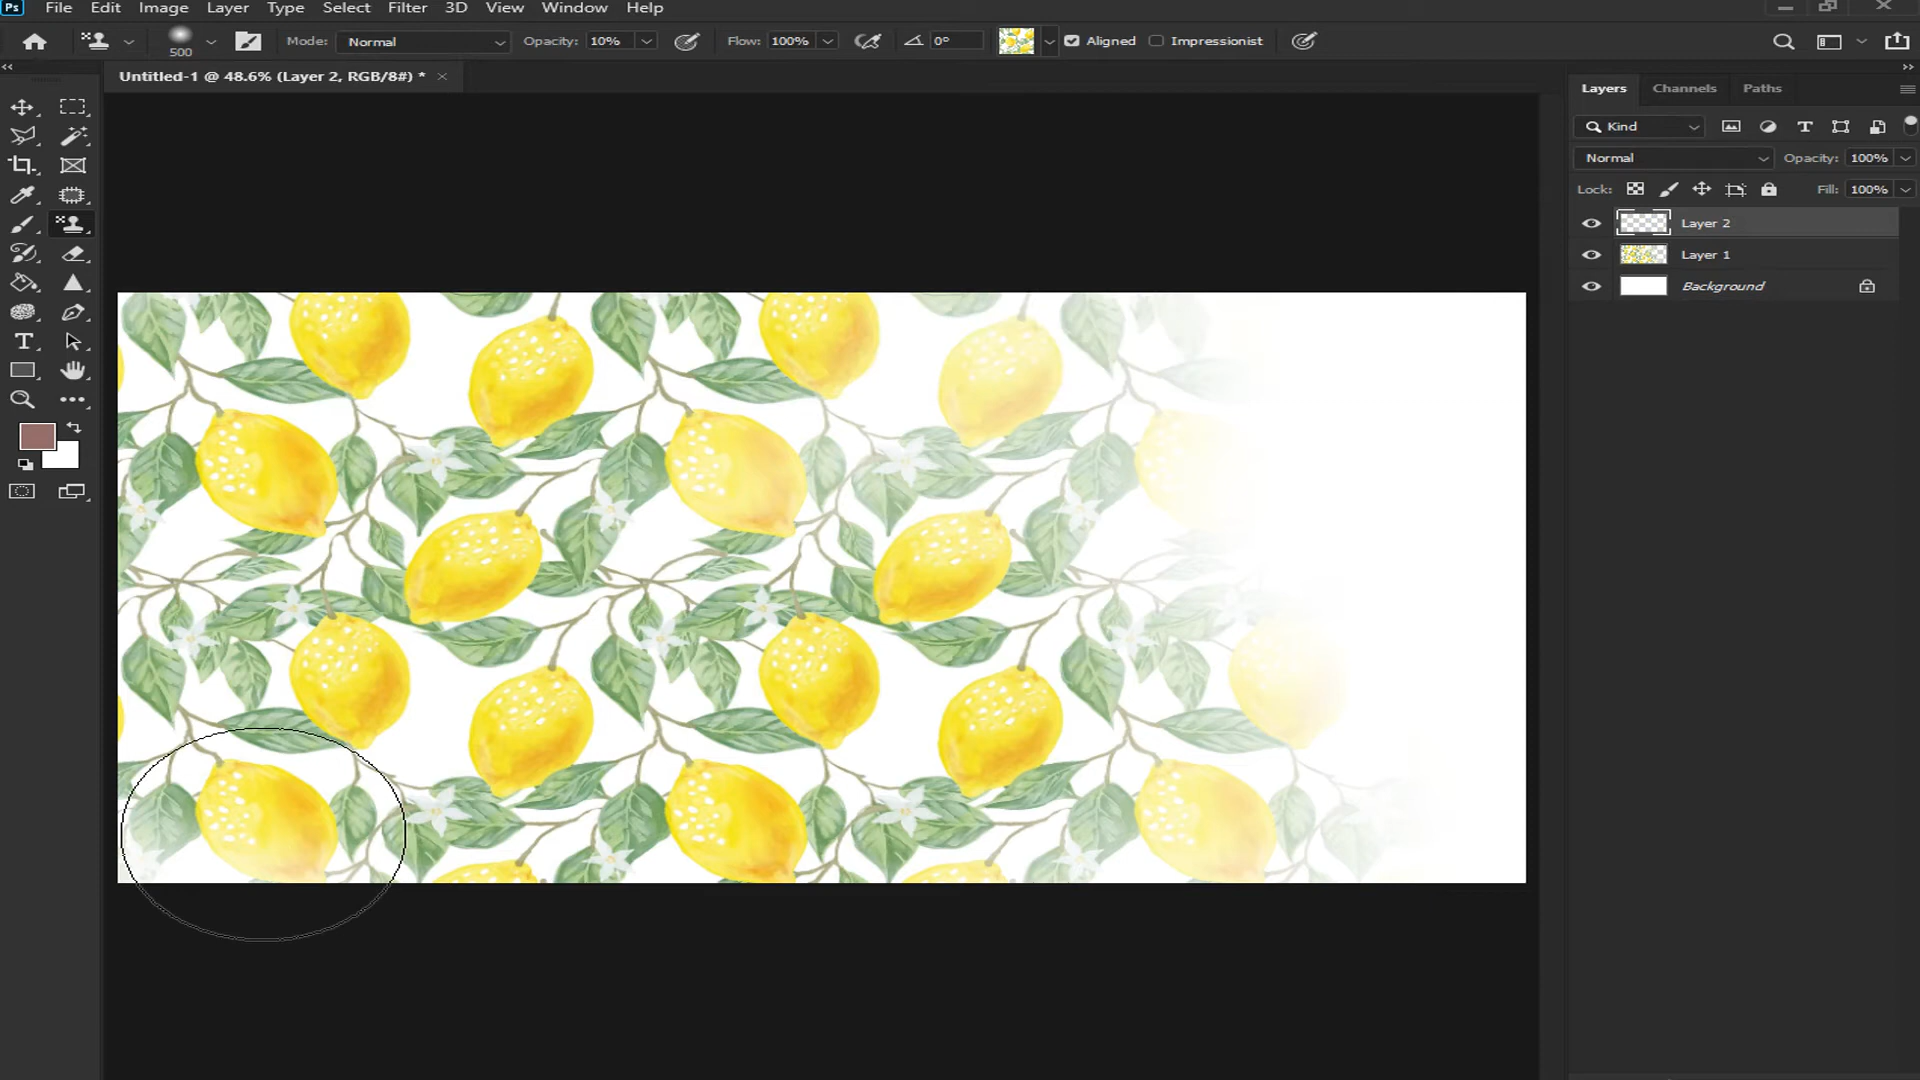 Ps File Edit Image Layer Type Select Filter 3D View Window Help
500 Mode: Normal Opacity: 10% Flow: 100% 0° Aligned Impressionist
Untitled-1 @ 48.6% (Layer 2, RGB/8#) *
Layers Channels Paths
Kind
Normal Opacity: 100%
Lock: Fill: 100%
Layer 2
Layer 1
Background